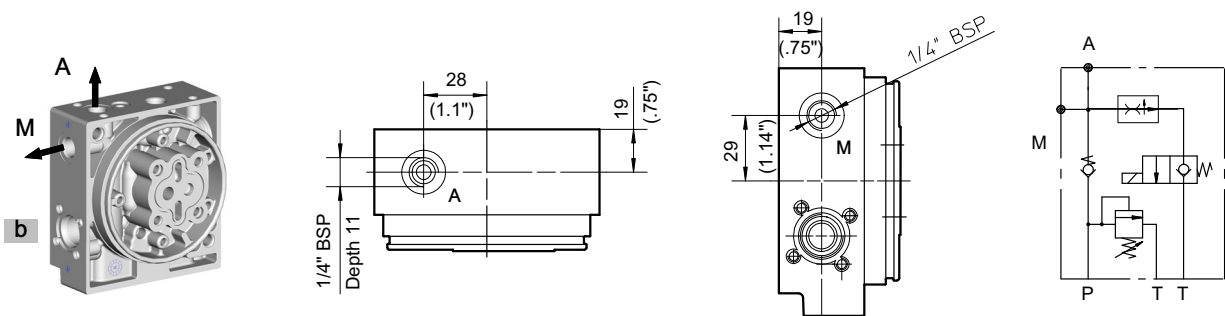 A
M
b
28
(1.1")
19
(.75")
A
1/4" BSP
Depth 11
19
(.75")
1/4" BSP
29
(1.14")
M
A
M
P
T
T